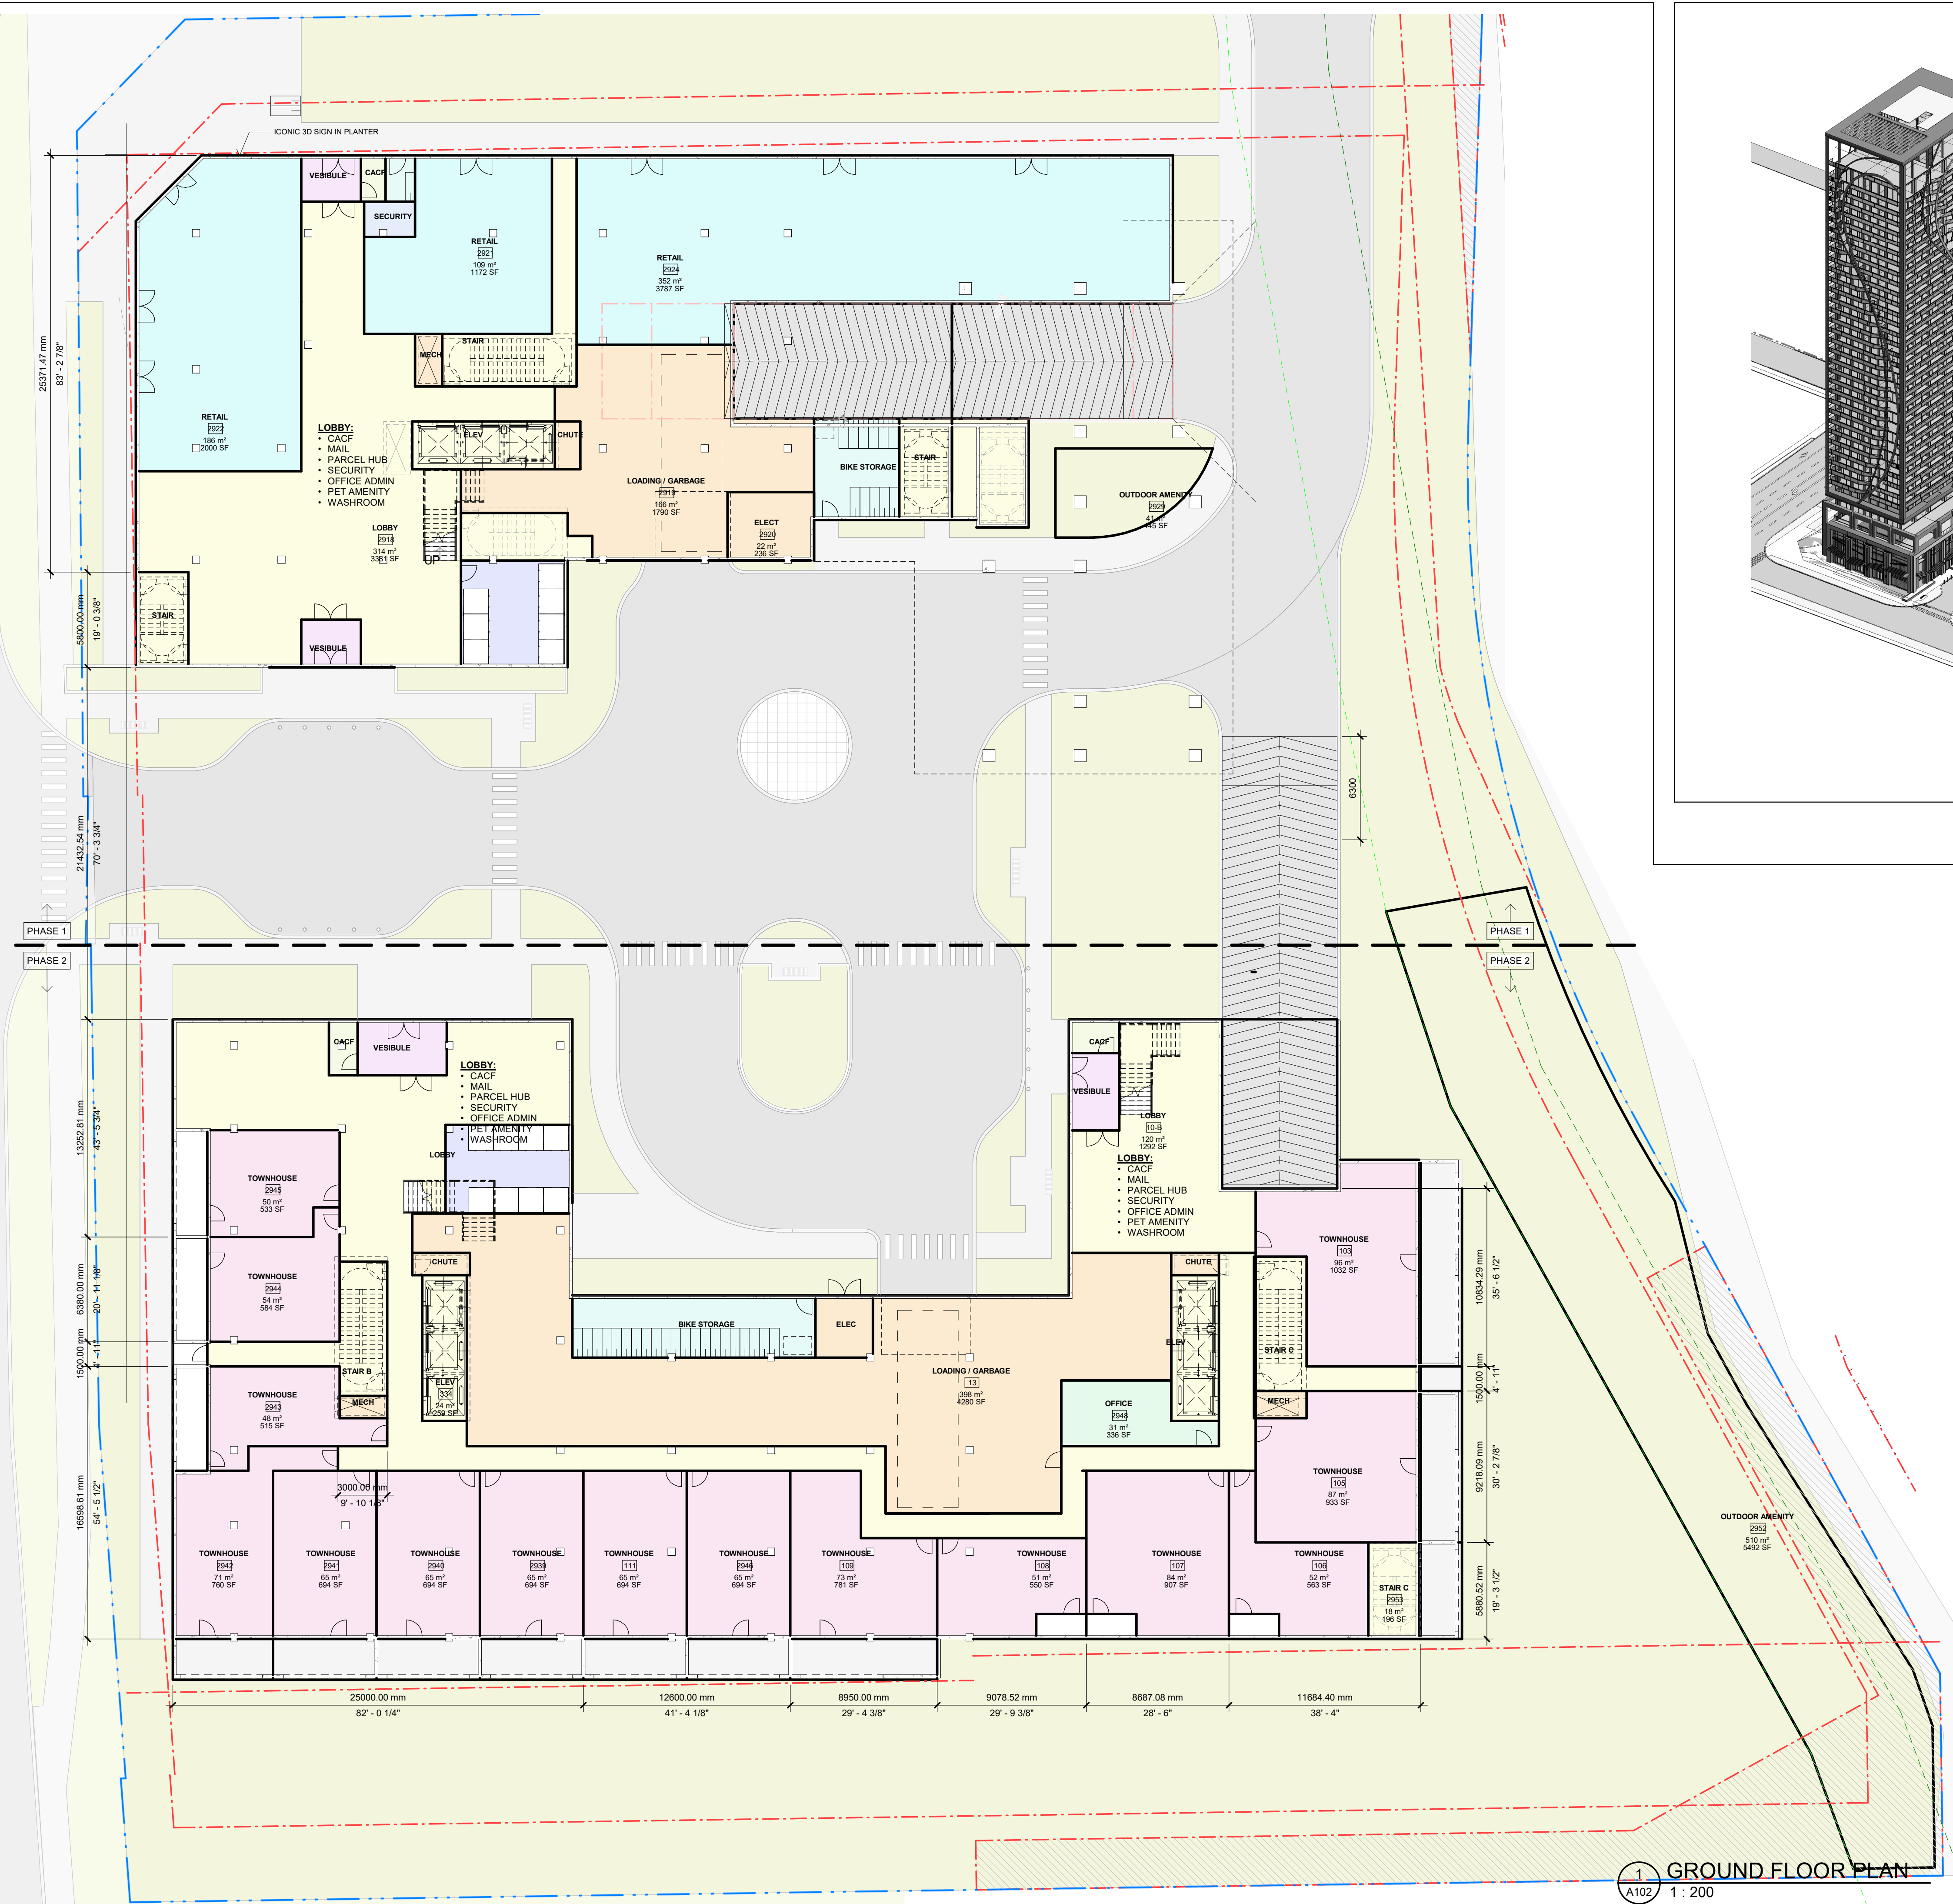 ICONIC 3D SIGN IN PLANTER
VESIBULE
CACF
SECURITY
RETAIL
2921
109 m²
1172 SF
RETAIL
2924
352 m²
3787 SF
25371.47 mm
83' - 2 7/8"
MECH
STAIR
RETAIL
2922
186 m²
2000 SF
LOBBY:
• CACF
• MAIL
• PARCEL HUB
• SECURITY
• OFFICE ADMIN
• PET AMENITY
• WASHROOM
ELEV
CHUTE
LOADING / GARBAGE
2919
166 m²
1790 SF
BIKE STORAGE
STAIR
OUTDOOR AMENITY
2929
41 m²
445 SF
LOBBY
2918
314 m²
3381 SF
UP
ELECT
2920
22 m²
236 SF
5800.00 mm
19' - 0 3/8"
STAIR
VESIBULE
6300
21432.54 mm
70' - 3 3/4"
PHASE 1
PHASE 2
PHASE 1
PHASE 2
CACF
VESIBULE
LOBBY:
• CACF
• MAIL
• PARCEL HUB
• SECURITY
• OFFICE ADMIN
• PET AMENITY
• WASHROOM
LOBBY
CACF
VESIBULE
LOBBY
10-B
120 m²
1292 SF
LOBBY:
• CACF
• MAIL
• PARCEL HUB
• SECURITY
• OFFICE ADMIN
• PET AMENITY
• WASHROOM
13252.81 mm
43' - 5 3/4"
TOWNHOUSE
2945
50 m²
533 SF
TOWNHOUSE
2944
54 m²
584 SF
6380.00 mm
20' - 11 1/8"
CHUTE
CHUTE
TOWNHOUSE
103
96 m²
1032 SF
10834.29 mm
35' - 6 1/2"
BIKE STORAGE
ELEC
ELEV
STAIR C
1500.00 mm
4' - 11"
STAIR B
ELEV
334
24 m²
259 SF
LOADING / GARBAGE
13
398 m²
4280 SF
OFFICE
2948
31 m²
336 SF
MECH
MECH
1500.00 mm
4' - 11"
TOWNHOUSE
2943
48 m²
515 SF
TOWNHOUSE
105
87 m²
933 SF
9218.09 mm
30' - 2 7/8"
16598.61 mm
54' - 5 1/2"
3000.00 mm
9' - 10 1/8"
OUTDOOR AMENITY
2952
510 m²
5492 SF
TOWNHOUSE
2942
71 m²
760 SF
TOWNHOUSE
2941
65 m²
694 SF
TOWNHOUSE
2940
65 m²
694 SF
TOWNHOUSE
2939
65 m²
694 SF
TOWNHOUSE
111
65 m²
694 SF
TOWNHOUSE
2946
65 m²
694 SF
TOWNHOUSE
109
73 m²
781 SF
TOWNHOUSE
108
51 m²
550 SF
TOWNHOUSE
107
84 m²
907 SF
TOWNHOUSE
106
52 m²
563 SF
STAIR C
2953
18 m²
196 SF
5880.52 mm
19' - 3 1/2"
25000.00 mm
82' - 0 1/4"
12600.00 mm
41' - 4 1/8"
8950.00 mm
29' - 4 3/8"
9078.52 mm
29' - 9 3/8"
8687.08 mm
28' - 6"
11684.40 mm
38' - 4"
1
A102
GROUND FLOOR PLAN
1 : 200